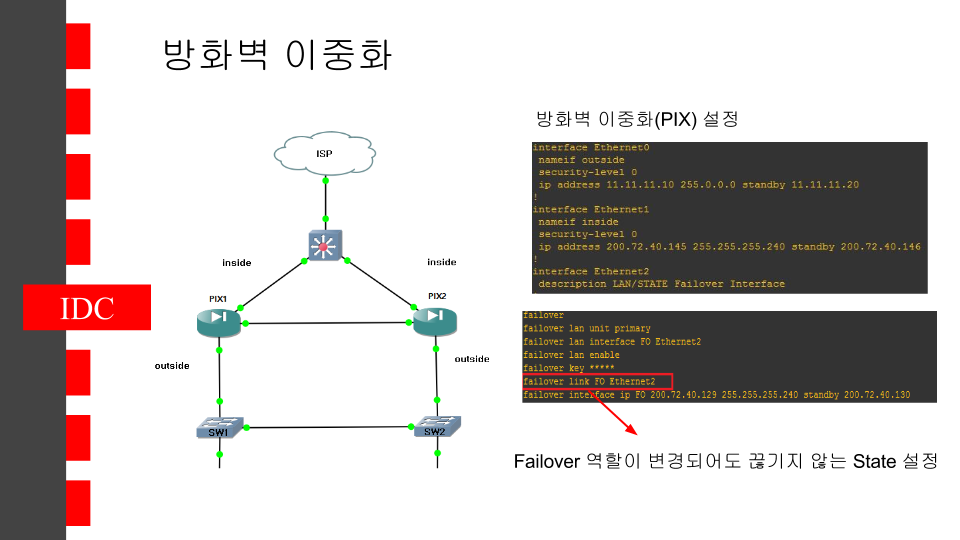 방화벽 이중화
IDC
ISP
inside
inside
PIX1
PIX2
outside
outside
SW1
SW2
방화벽 이중화(PIX) 설정
interface Ethernet0
nameif outside
security-level 0
ip address 11.11.11.10 255.0.0.0 standby 11.11.11.20
!
interface Ethernet1
nameif inside
security-level 0
ip address 200.72.40.145 255.255.255.240 standby 200.72.40.146
!
interface Ethernet2
description LAN/STATE Failover Interface
failover
failover lan unit primary
failover lan interface FO Ethernet2
failover lan enable
failover key *****
failover link FO Ethernet2
failover interface ip FO 200.72.40.129 255.255.255.240 standby 200.72.40.130
Failover 역할이 변경되어도 끊기지 않는 State 설정